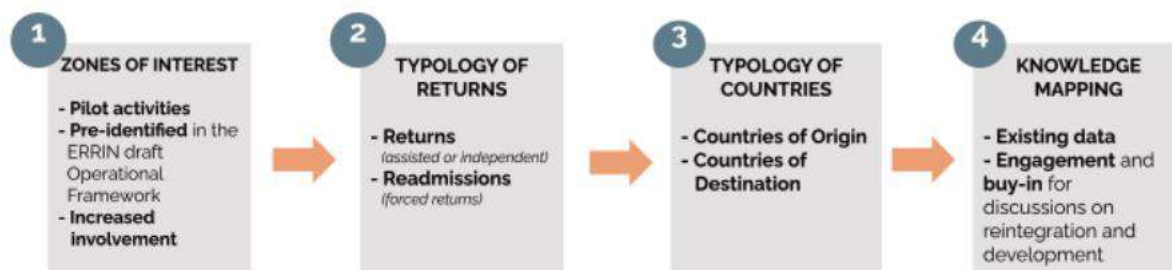 1
ZONES OF INTEREST
- Pilot activities
- Pre-identified in the
ERRIN draft
Operational
Framework
- Increased
involvement
2
TYPOLOGY OF
RETURNS
- Returns
(assisted or independent)
- Readmissions
(forced returns)
3
TYPOLOGY OF
COUNTRIES
- Countries of Origin
- Countries of
Destination
4
KNOWLEDGE
MAPPING
- Existing data
- Engagement and
buy-in for
discussions on
reintegration and
development